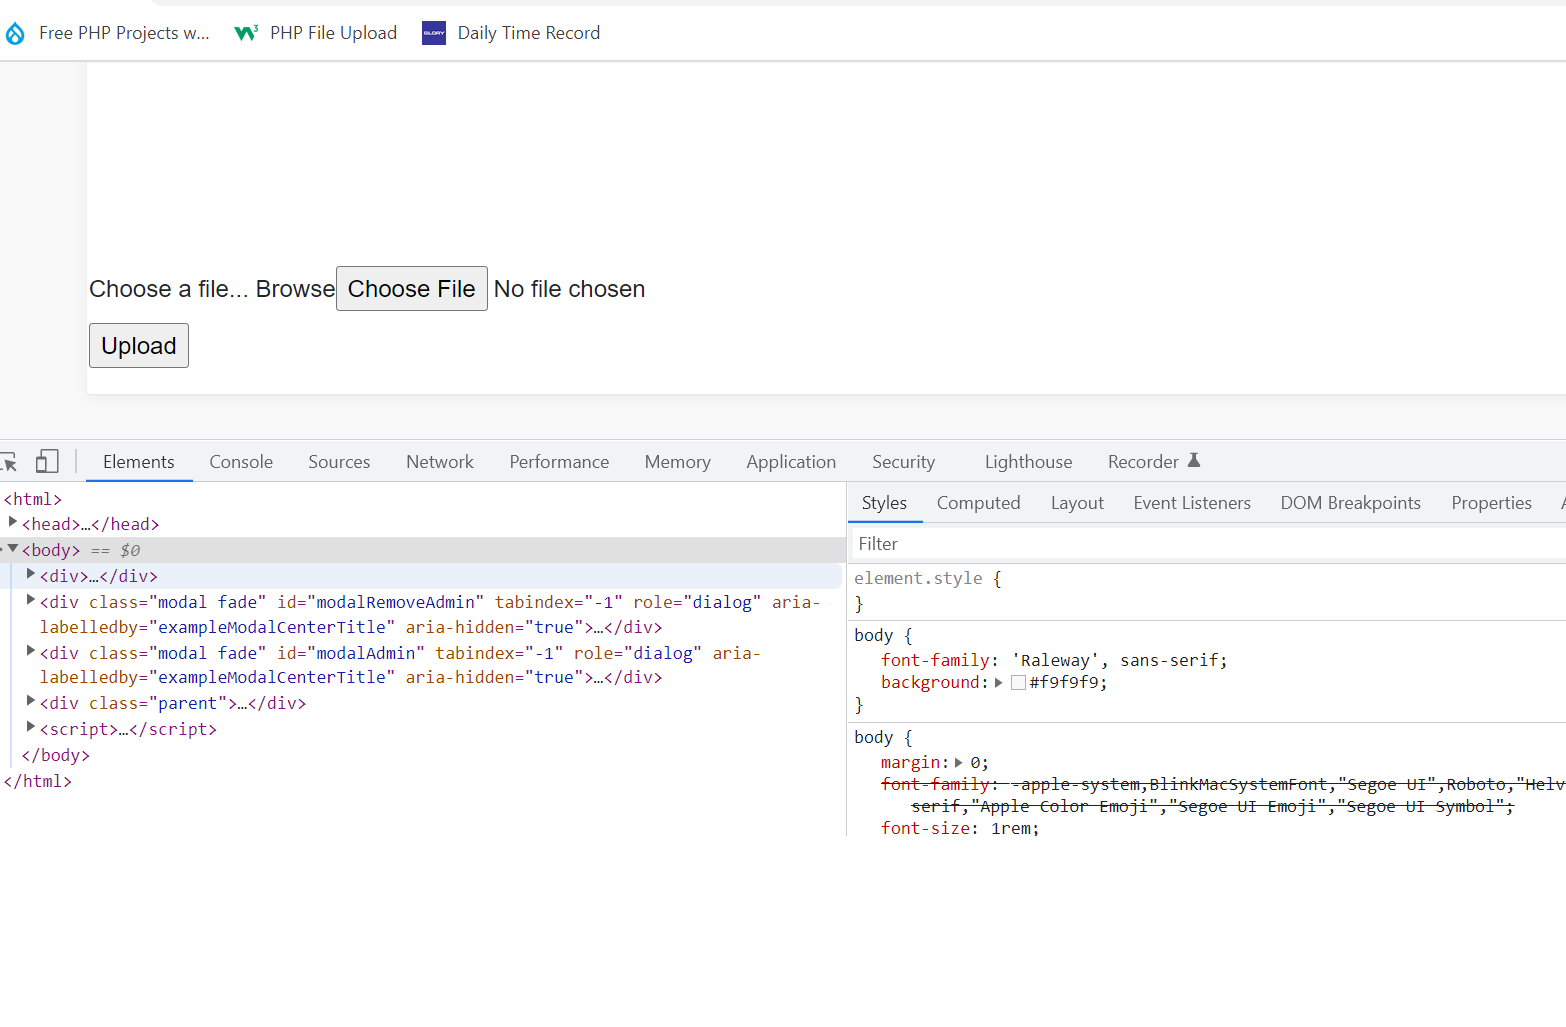 Free PHP Projects w... PHP File Upload GLORY Daily Time Record
Choose a file... Browse Choose File No file chosen
Upload
Elements Console Sources Network Performance Memory Application Security Lighthouse Recorder
<html>
<head>…</head>
<body> == $0
<div>…</div>
<div class="modal fade" id="modalRemoveAdmin" tabindex="-1" role="dialog" aria-
labelledby="exampleModalCenterTitle" aria-hidden="true">…</div>
<div class="modal fade" id="modalAdmin" tabindex="-1" role="dialog" aria-
labelledby="exampleModalCenterTitle" aria-hidden="true">…</div>
<div class="parent">…</div>
<script>…</script>
</body>
</html>
Styles Computed Layout Event Listeners DOM Breakpoints Properties
Filter
element.style {
}
body {
font-family: 'Raleway', sans-serif;
background: #f9f9f9;
}
body {
margin: 0;
font-family: -apple-system,BlinkMacSystemFont,"Segoe UI",Roboto,"Helv
serif,"Apple Color Emoji","Segoe UI Emoji","Segoe UI Symbol";
font-size: 1rem;